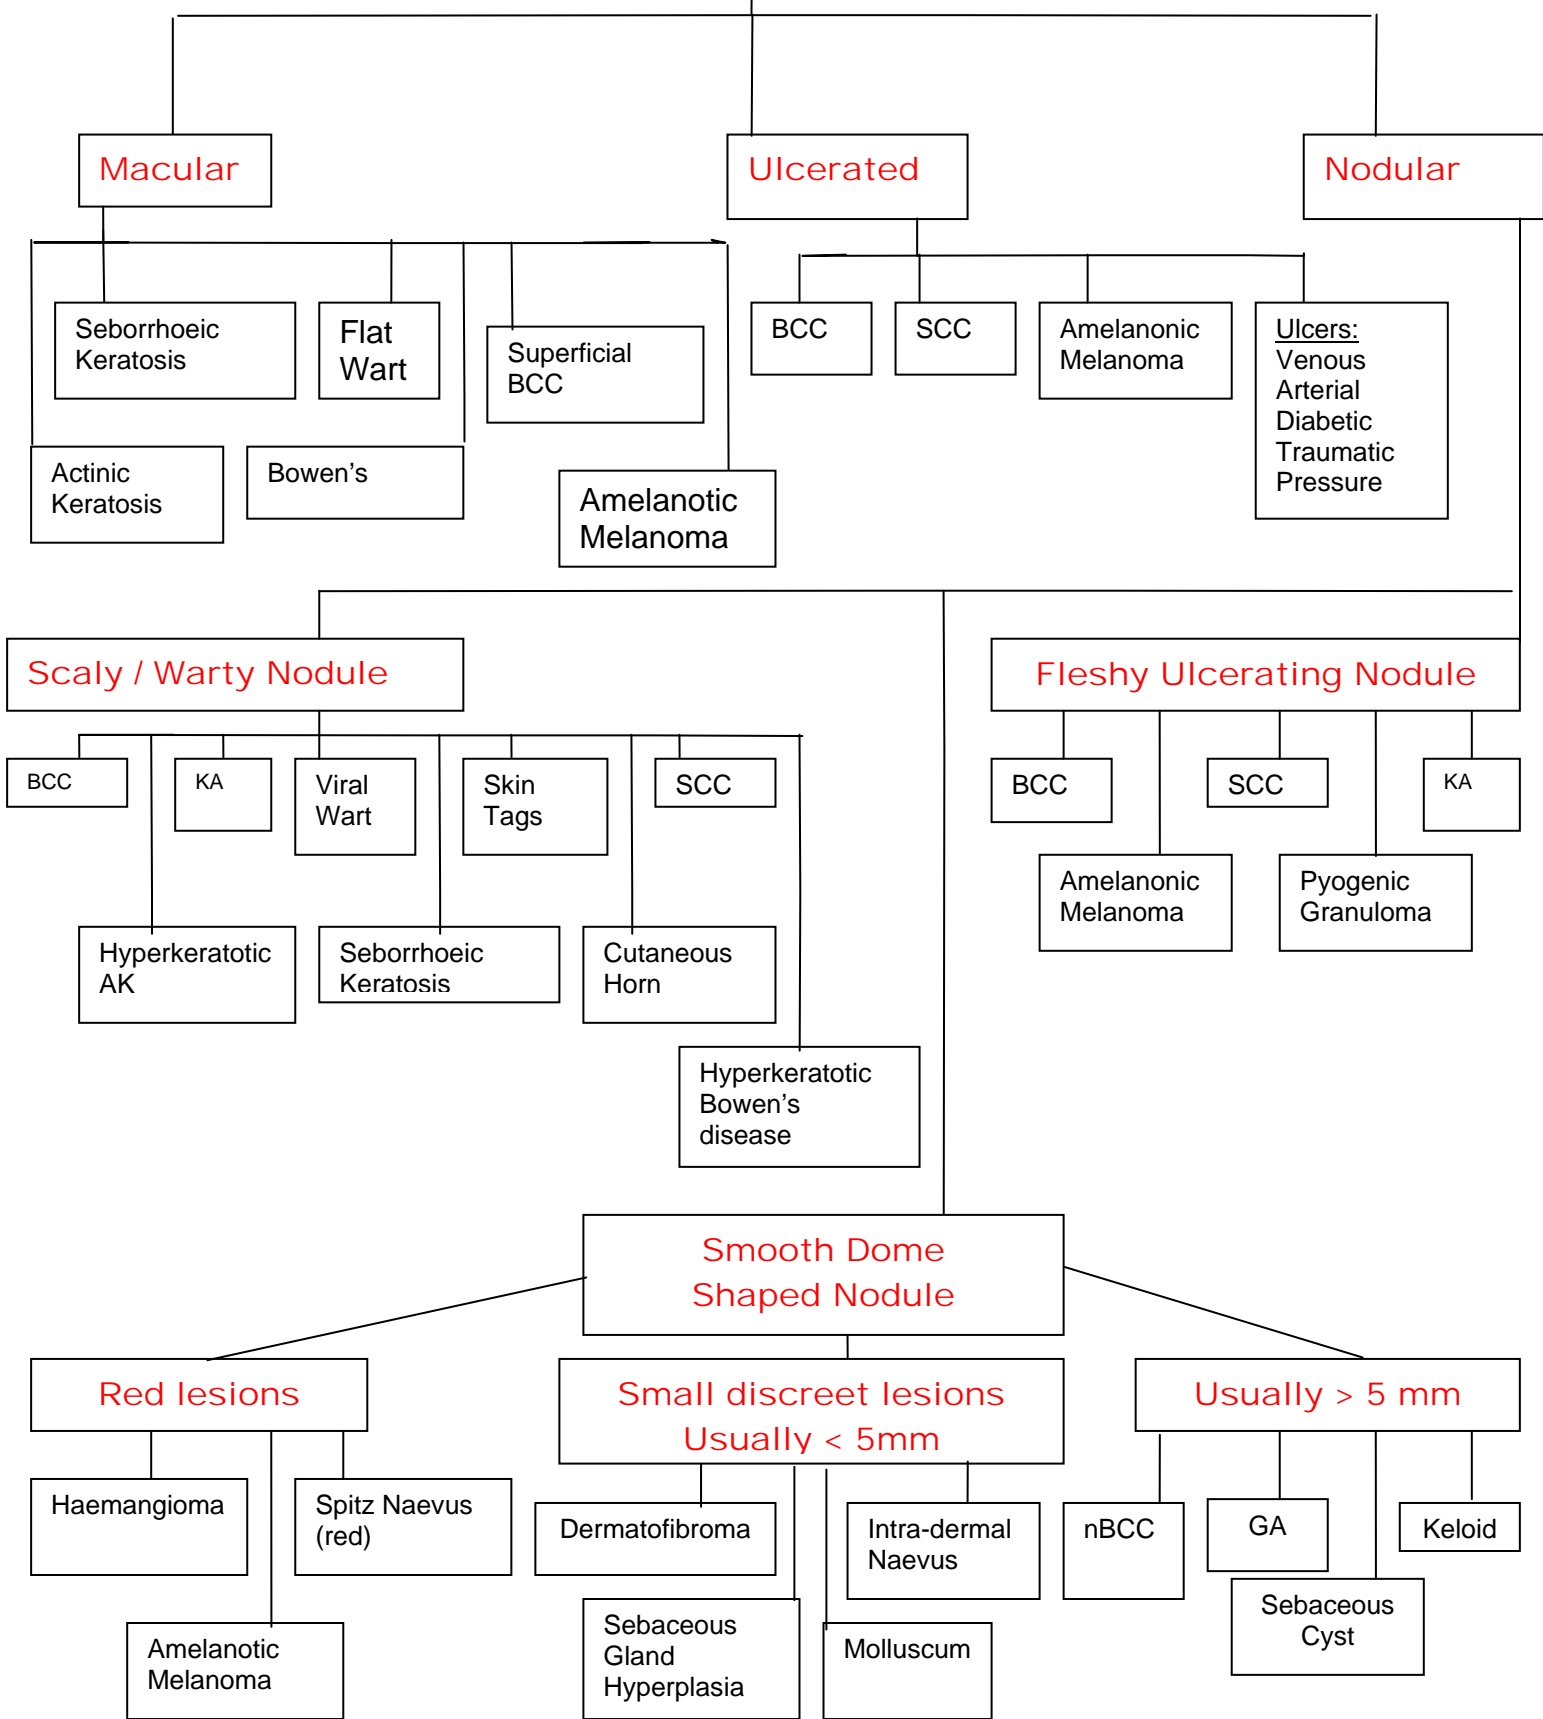 Macular
Ulcerated
Nodular
Seborrhoeic
Keratosis
Flat
Wart
Superficial
BCC
Actinic
Keratosis
Bowen’s
Amelanotic
Melanoma
BCC
SCC
Amelanonic
Melanoma
Ulcers:
Venous
Arterial
Diabetic
Traumatic
Pressure
Scaly / Warty Nodule
BCC
KA
Viral
Wart
Skin
Tags
SCC
Hyperkeratotic
AK
Seborrhoeic
Keratosis
Cutaneous
Horn
Hyperkeratotic
Bowen’s
disease
Fleshy Ulcerating Nodule
BCC
SCC
KA
Amelanonic
Melanoma
Pyogenic
Granuloma
Smooth Dome
Shaped Nodule
Red lesions
Haemangioma
Spitz Naevus
(red)
Amelanotic
Melanoma
Small discreet lesions
Usually < 5mm
Dermatofibroma
Intra-dermal
Naevus
Sebaceous
Gland
Hyperplasia
Molluscum
Usually > 5 mm
nBCC
GA
Keloid
Sebaceous
Cyst